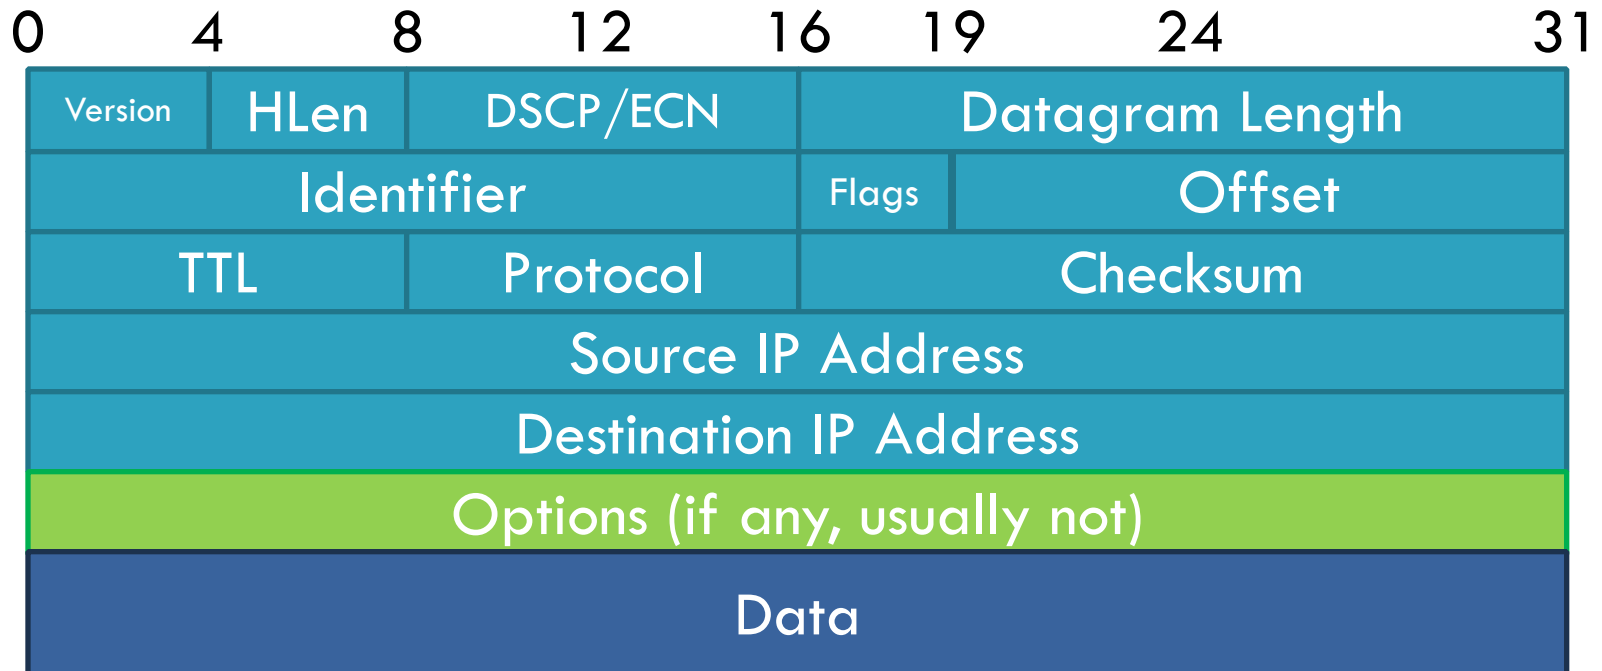 0 4 8 12 16 19 24 31
Version HLen DSCP/ECN Datagram Length
Identifier Flags Offset
TTL Protocol Checksum
Source IP Address
Destination IP Address
Options (if any, usually not)
Data